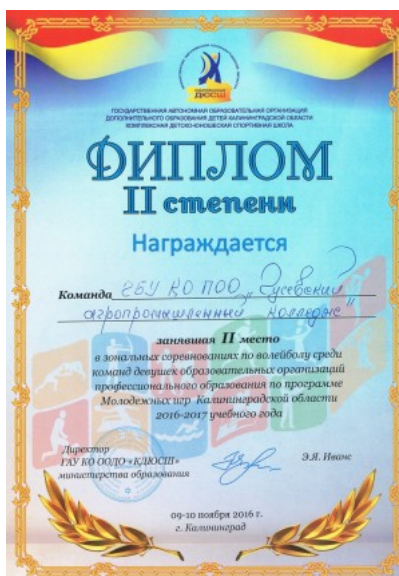 ДЮСШ
ГОСУДАРСТВЕННАЯ АВТОНОМНАЯ ОБРАЗОВАТЕЛЬНАЯ ОРГАНИЗАЦИЯ
ДОПОЛНИТЕЛЬНОГО ОБРАЗОВАНИЯ ДЕТЕЙ КАЛИНИНГРАДСКОЙ ОБЛАСТИ
КОМПЛЕКСНАЯ ДЕТСКО-ЮНОШЕСКАЯ СПОРТИВНАЯ ШКОЛА
ДИПЛОМ
II степени
Награждается
Команда ГБУ КО ПОО „Гусевский
агропромышленный колледж"
занявшая II место
в зональных соревнованиях по волейболу среди
команд девушек образовательных организаций
профессионального образования по программе
Молодежных игр Калининградской области
2016-2017 учебного года
Директор
ГАУ КО ООДО «КДЮСШ»
министерства образования
Э.Я. Иванс
09-10 ноября 2016 г.
г. Калининград